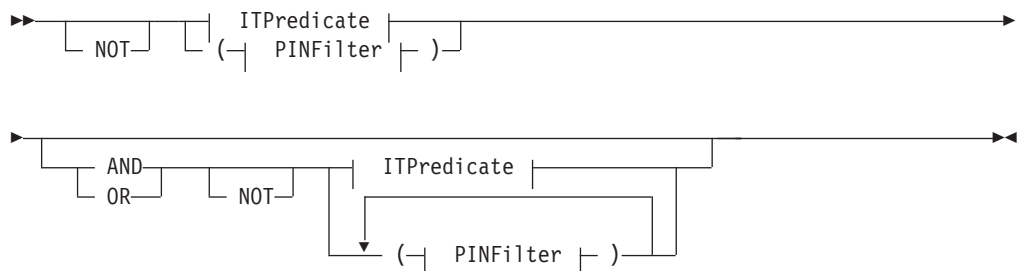 ITPredicate
NOT ( PINFilter )
AND ITPredicate
OR NOT
( PINFilter )